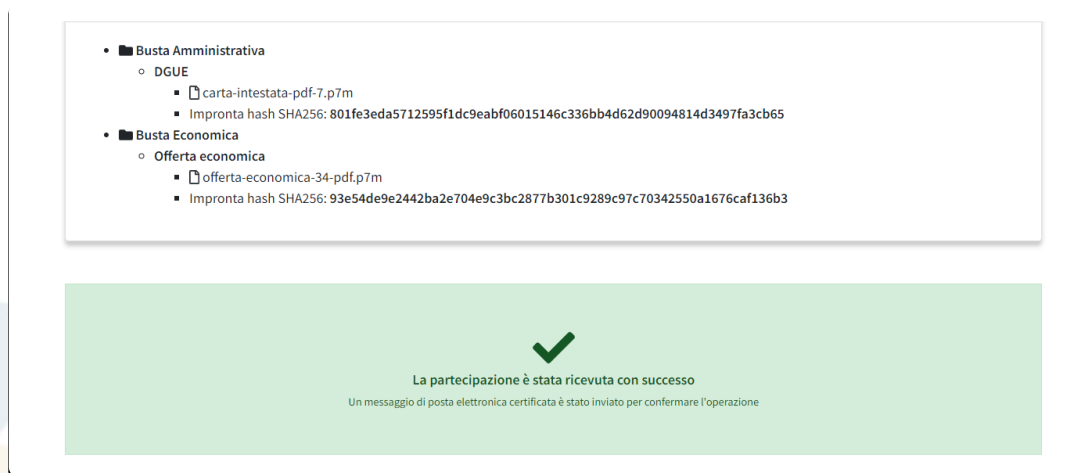 Busta Amministrativa
DGUE
carta-intestata-pdf-7.p7m
Impronta hash SHA256: 801fe3eda5712595f1dc9eabf06015146c336bb4d62d90094814d3497fa3cb65
Busta Economica
Offerta economica
offerta-economica-34-pdf.p7m
Impronta hash SHA256: 93e54de9e2442ba2e704e9c3bc2877b301c9289c97c70342550a1676caf136b3
La partecipazione è stata ricevuta con successo
Un messaggio di posta elettronica certificata è stato inviato per confermare l'operazione